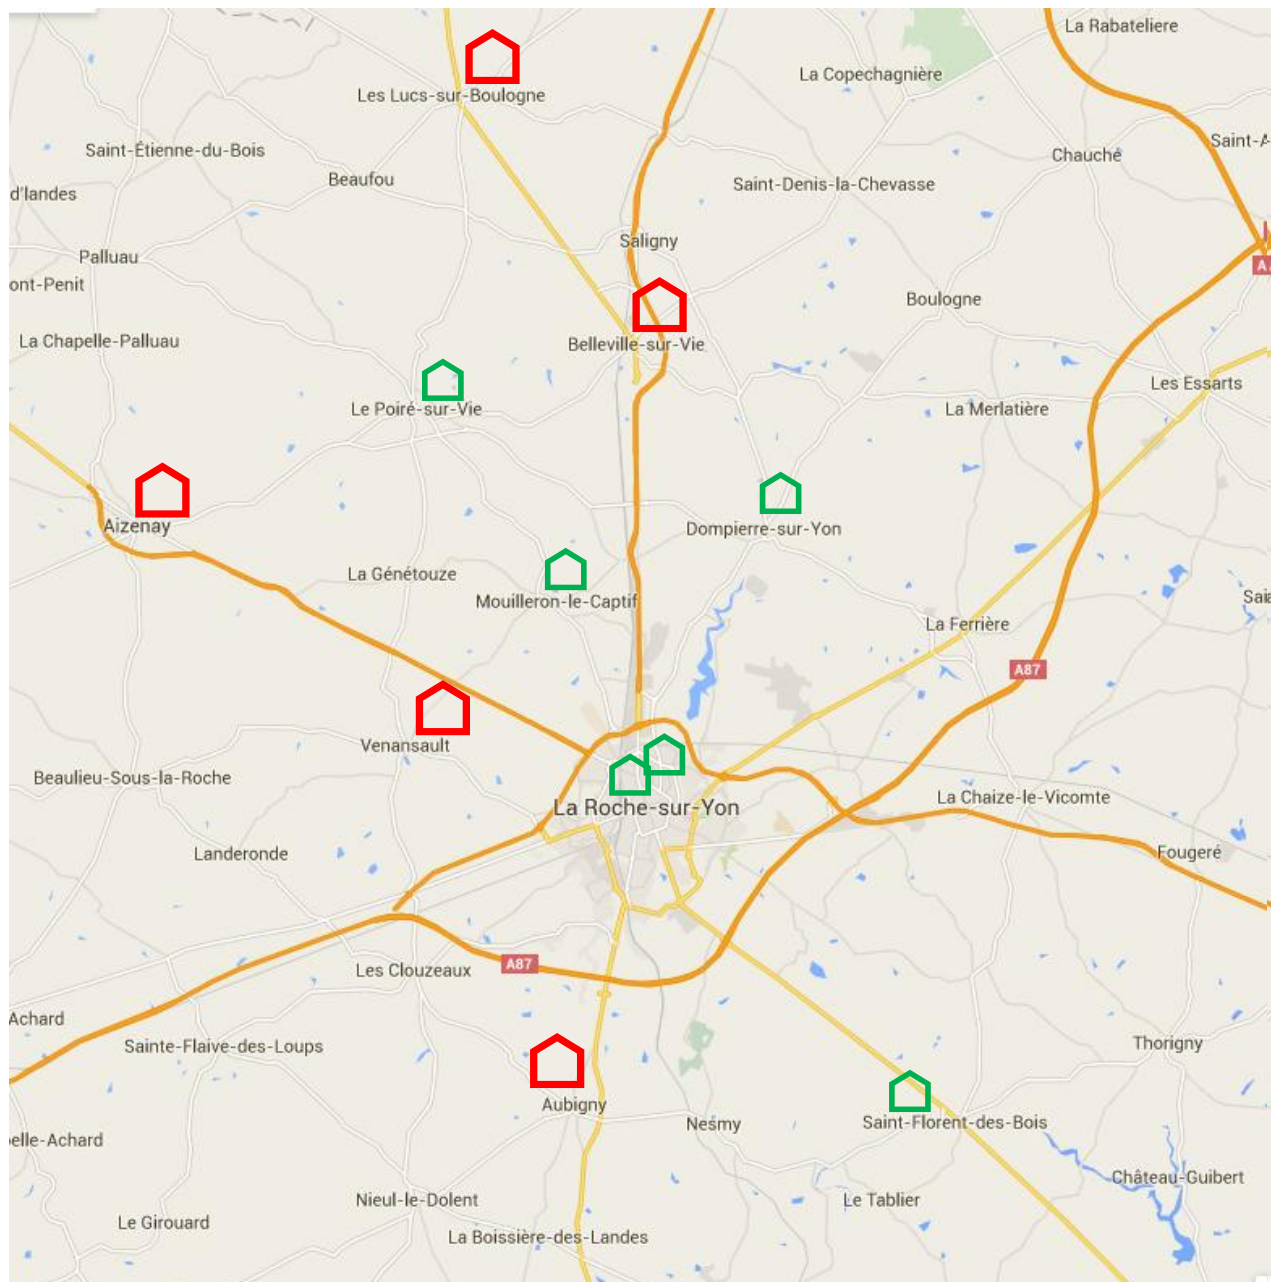 La Rabateliere
La Copechagnière
Les Lucs-sur-Boulogne
Saint-A
Saint-Étienne-du-Bois
Chauché
Beaufou
Saint-Denis-la-Chevasse
d'landes
Saligny
Palluau
A
ont-Penit
Boulogne
La Chapelle-Palluau
Belleville-sur-Vie
Les Essarts
Le Poiré-sur-Vie
La Merlatière
Aizenay
Dompierre-sur-Yon
La Génétouze
Mouilleron-le-Captif
La Ferrière
A87
Venansault
Beaulieu-Sous-la-Roche
La Chaize-le-Vicomte
La Roche-sur-Yon
Landeronde
Fougeré
A87
Les Clouzeaux
Achard
Sainte-Flaive-des-Loups
Thorigny
Aubigny
Nesmy
Saint-Florent-des-Bois
elle-Achard
Château-Guibert
Nieul-le-Dolent
Le Tablier
Le Girouard
La Boissière-des-Landes